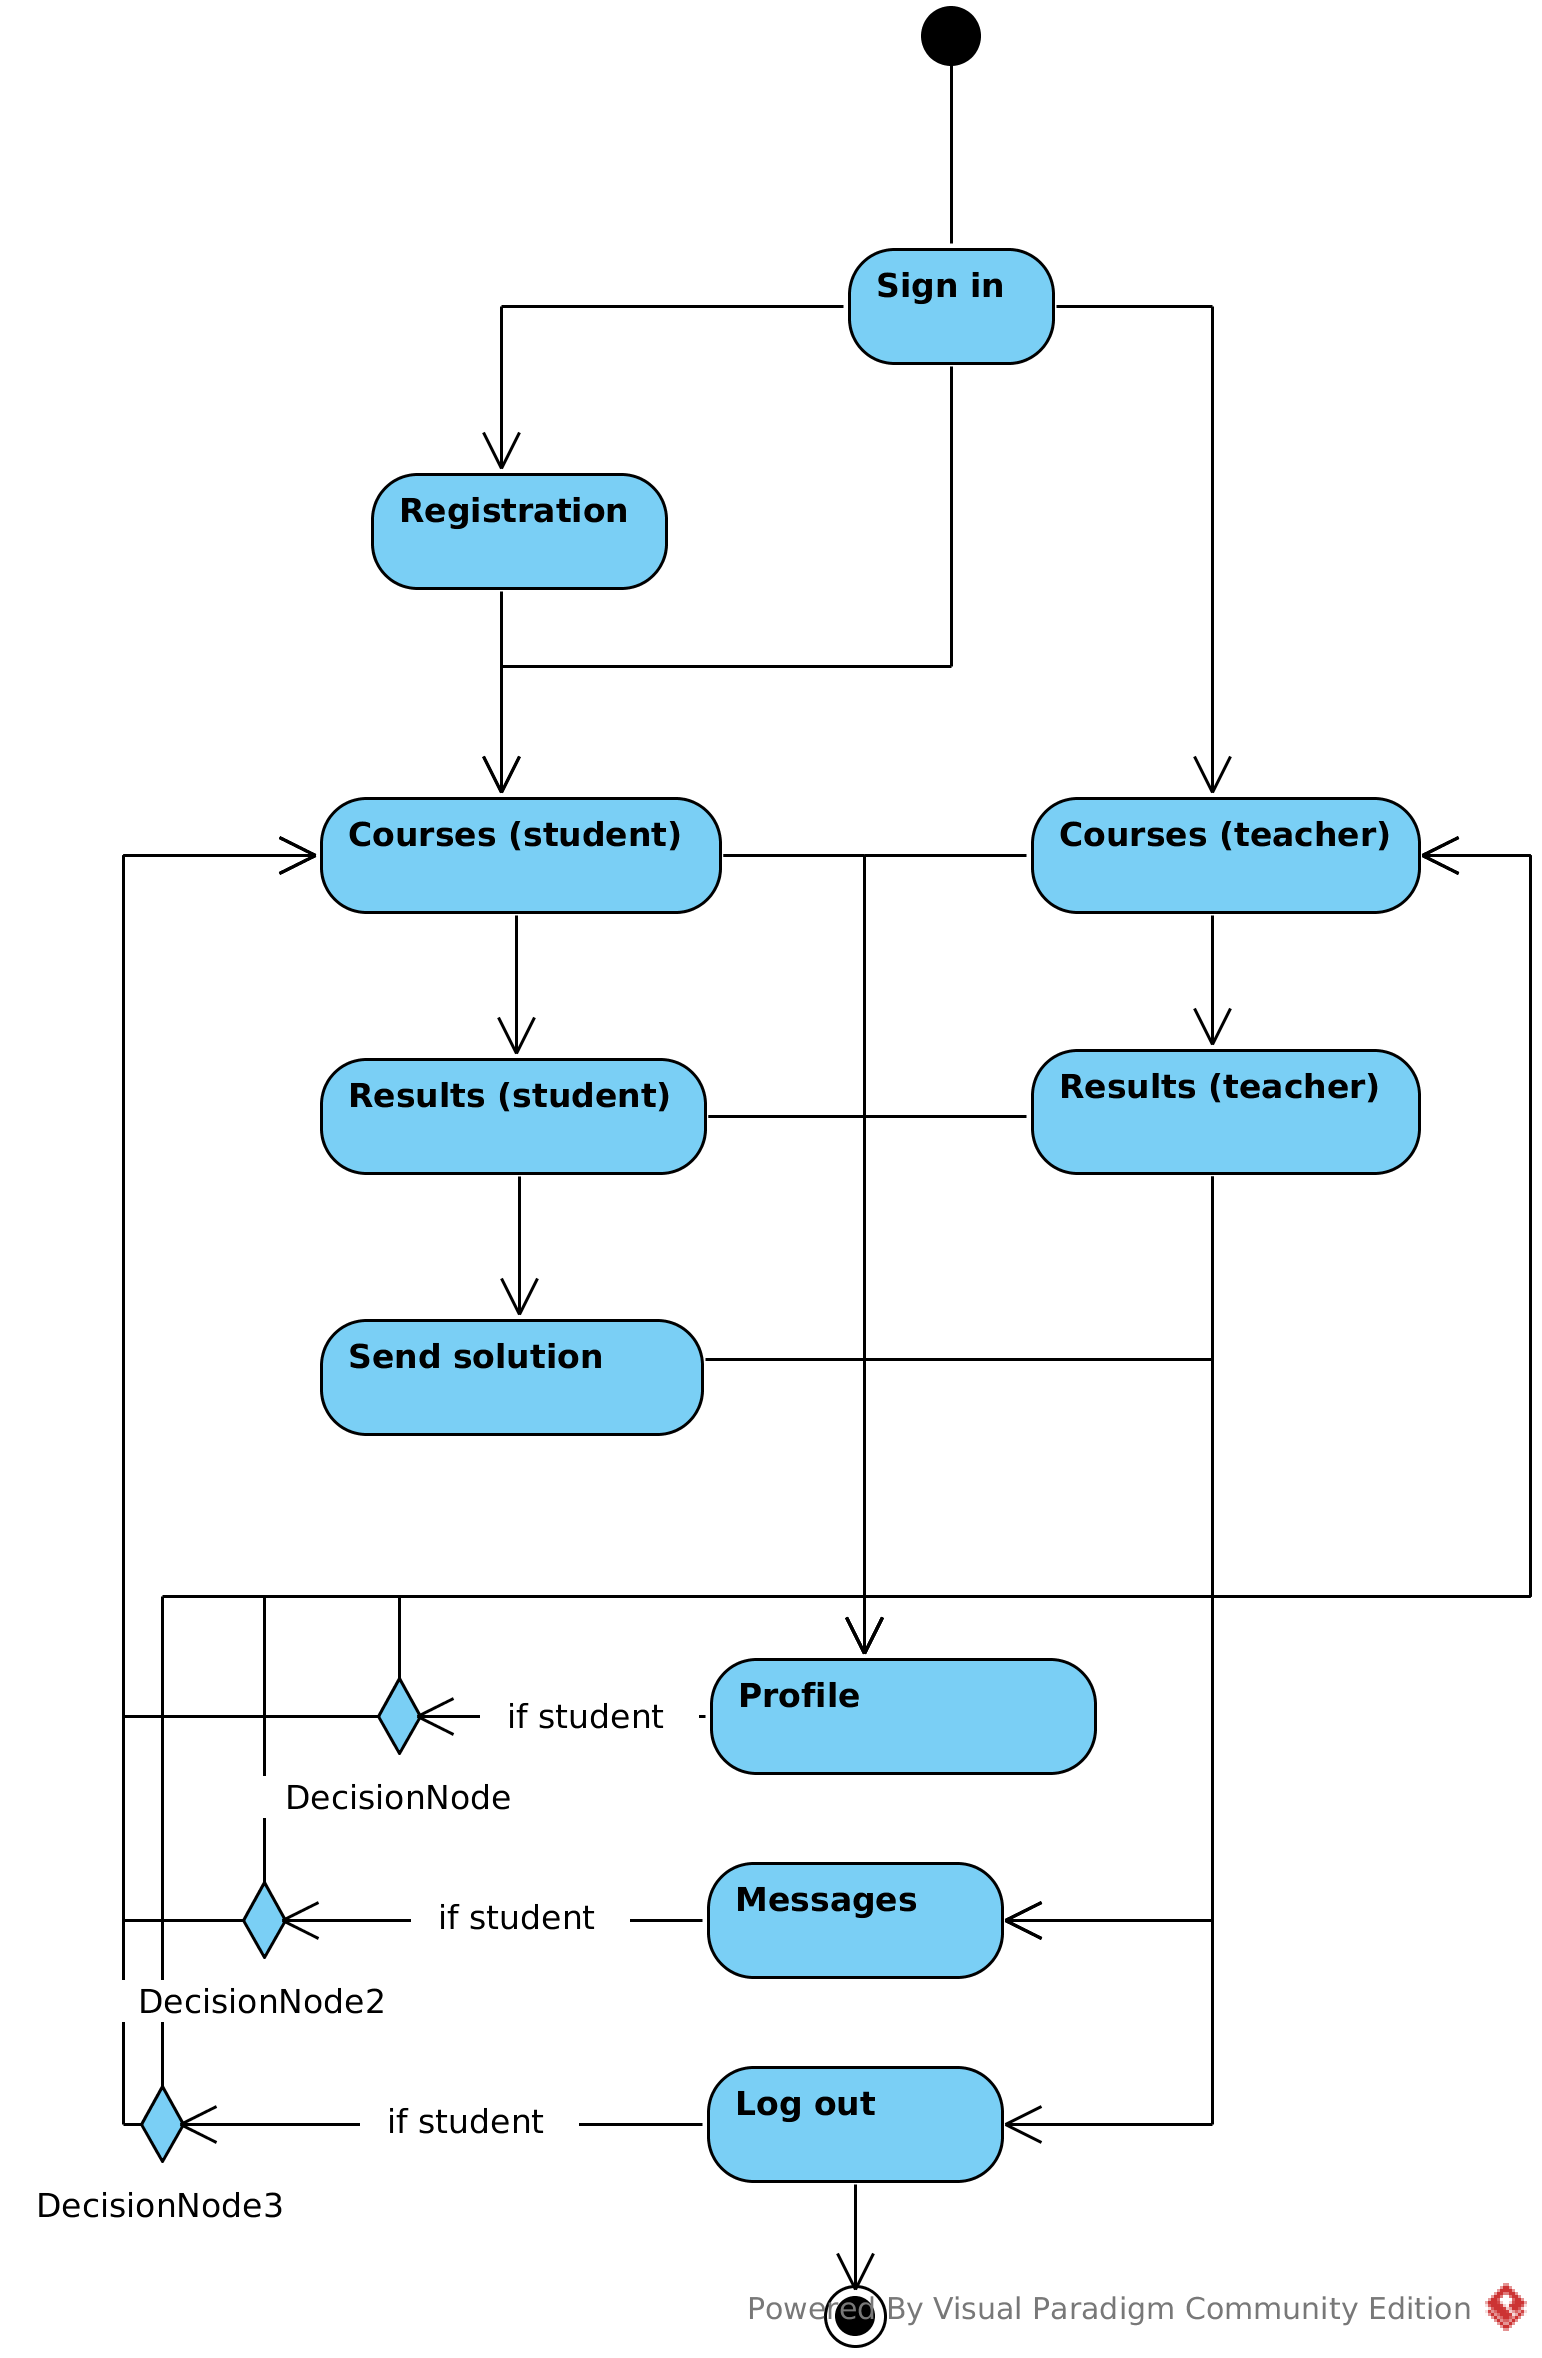 Sign in
Registration
Courses (student)
Courses (teacher)
Results (student)
Results (teacher)
Send solution
Profile
if student
DecisionNode
Messages
if student
DecisionNode2
Log out
if student
DecisionNode3
Powered By Visual Paradigm Community Edition